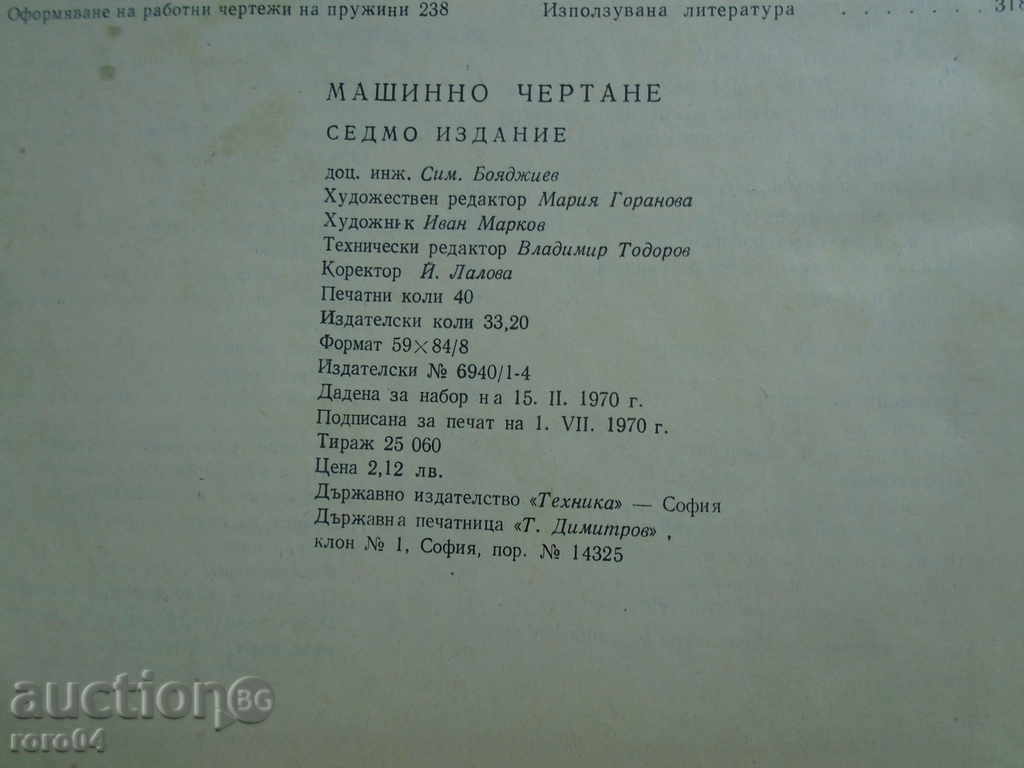 Оформяване на работни чертежи на пружини 238
Използувана литература . . . . . . . 318
МАШИННО ЧЕРТАНЕ
СЕДМО ИЗДАНИЕ
доц. инж. Сим. Бояджиев
Художествен редактор Мария Горанова
Художник Иван Марков
Технически редактор Владимир Тодоров
Коректор Й. Лалова
Печатни коли 40
Издателски коли 33,20
Формат 59×84/8
Издателски № 6940/1-4
Дадена за набор на 15. II. 1970 г.
Подписана за печат на 1. VII. 1970 г.
Тираж 25 060
Цена 2,12 лв.
Държавно издателство «Техника» — София
Държавна печатница «Т. Димитров» ,
клон № 1, София, пор. № 14325
auction BG
roro04